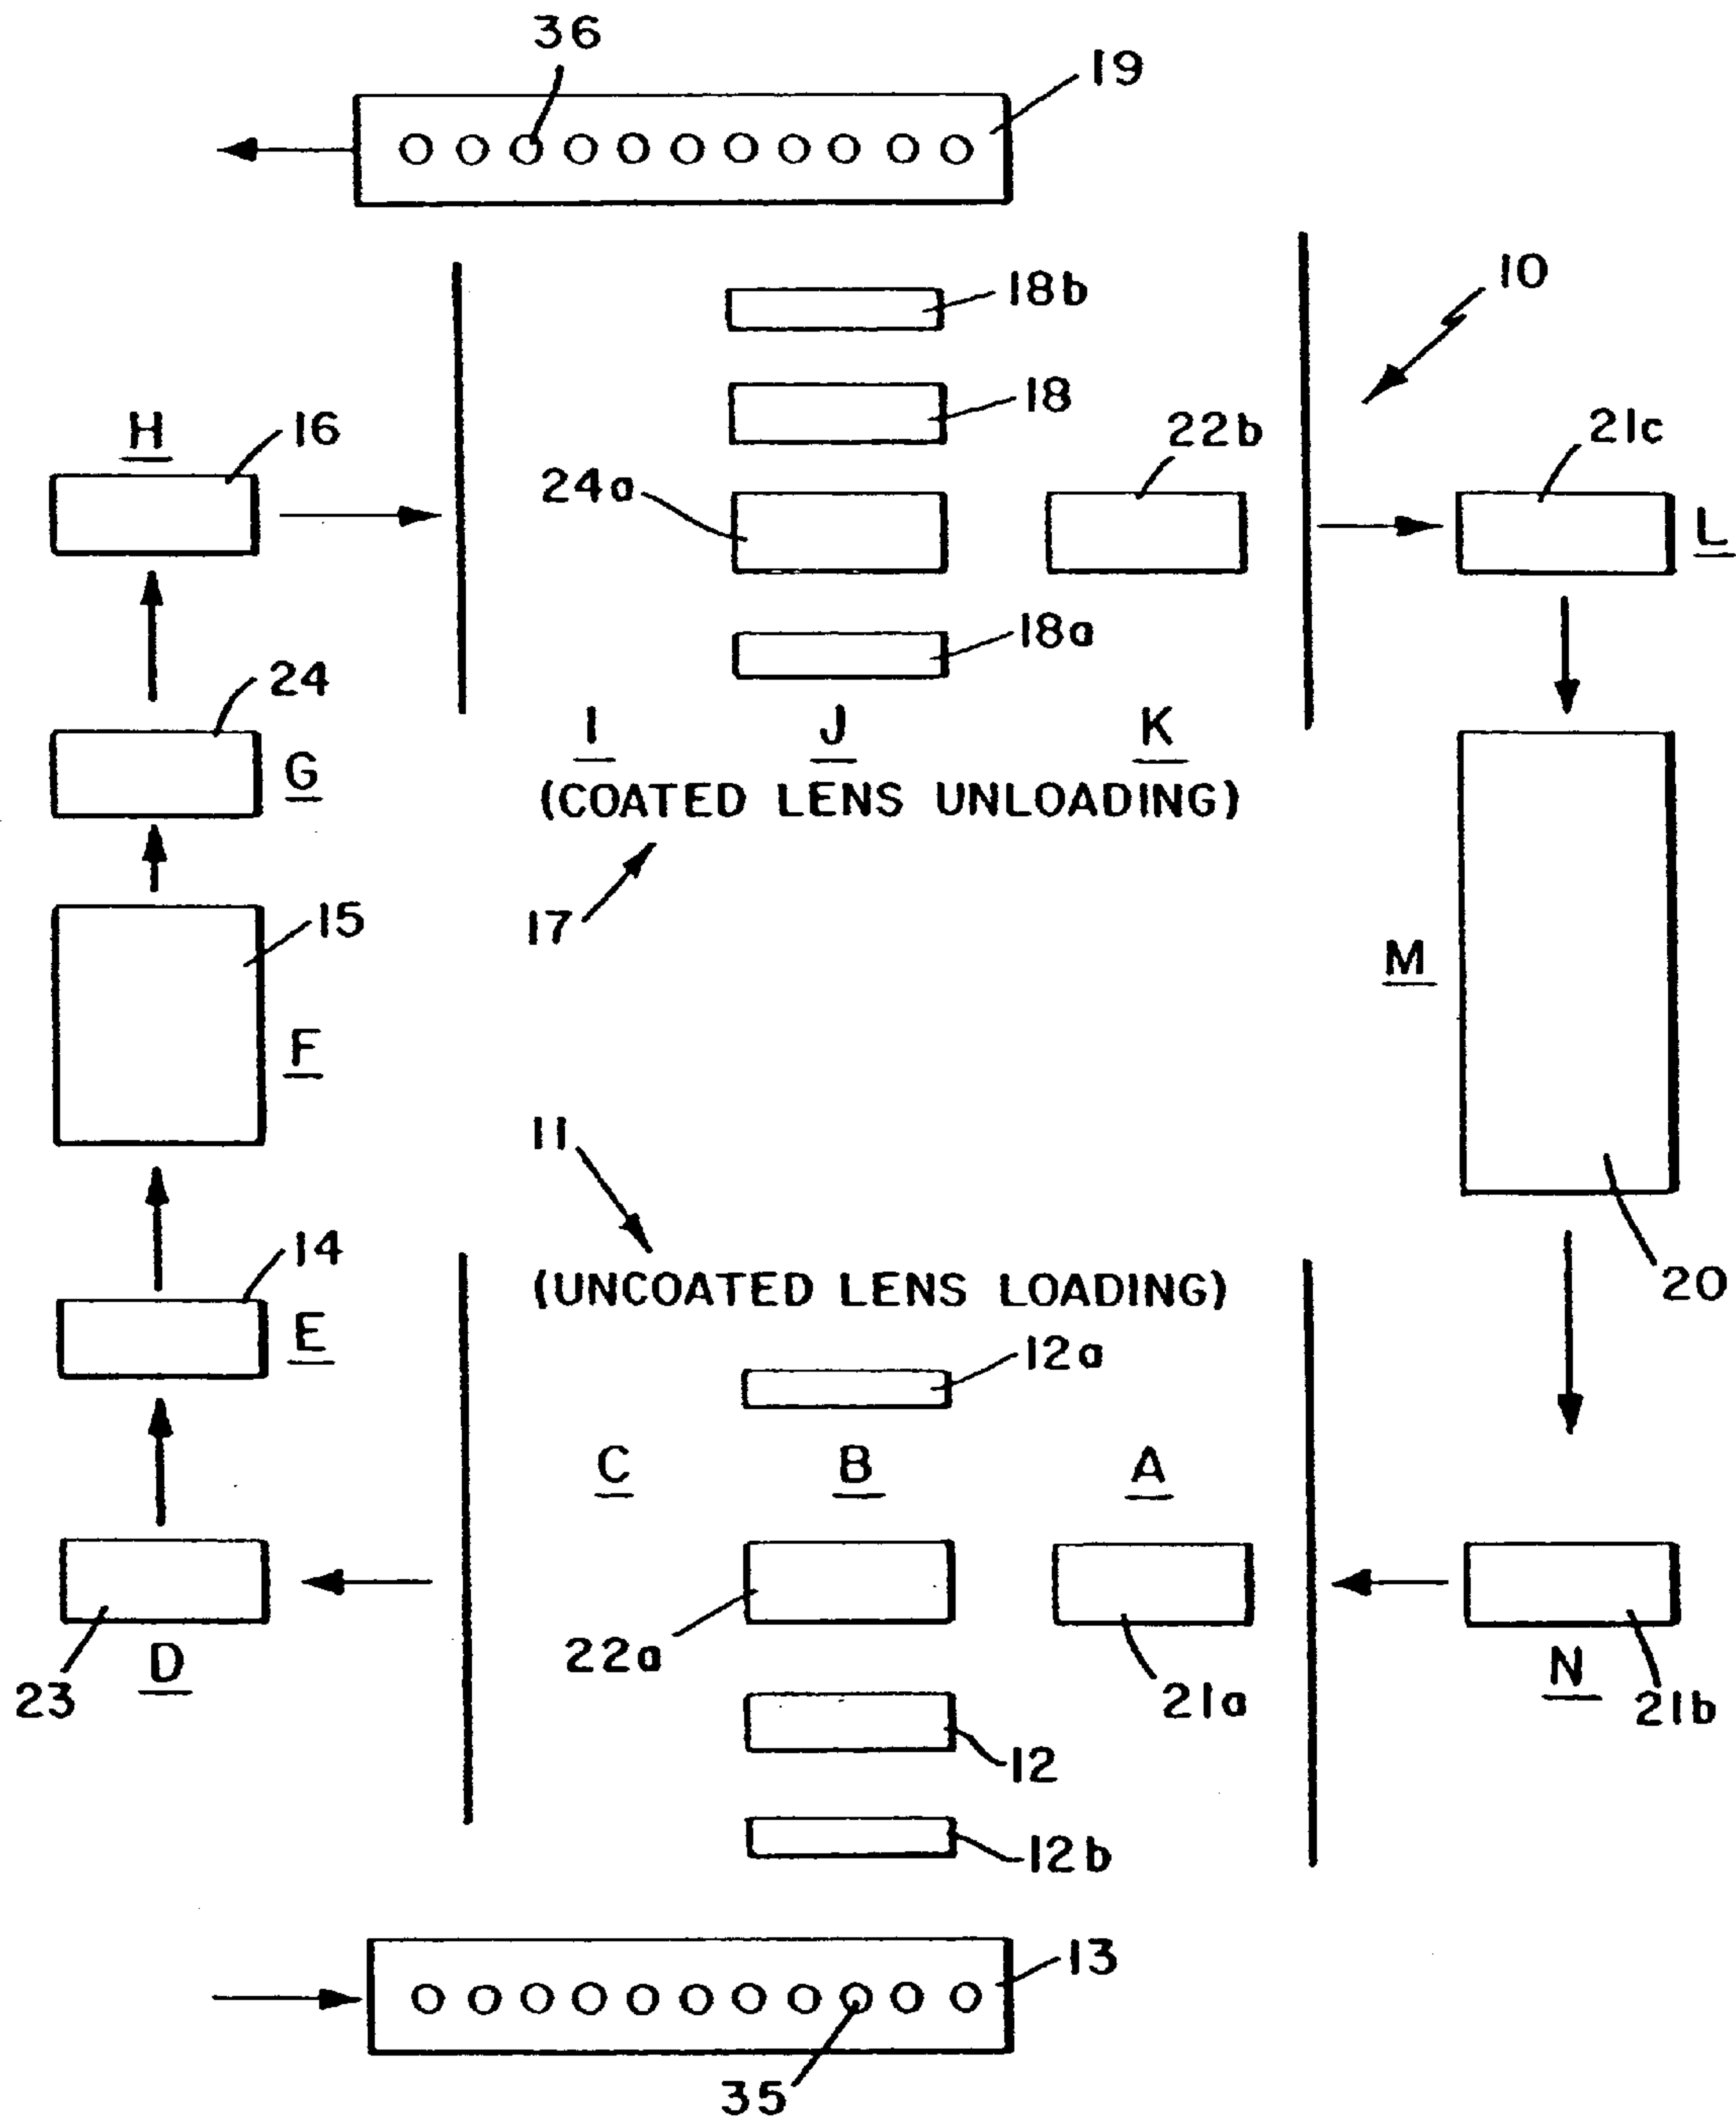 36
19
10
18b
18
H
16
22b
21c
24a
L
18a
24
I
J
K
G
(COATED LENS UNLOADING)
15
17
M
F
11
14
20
(UNCOATED LENS LOADING)
E
12a
C
B
A
22a
D
N
23
21a
21b
12
12b
13
35